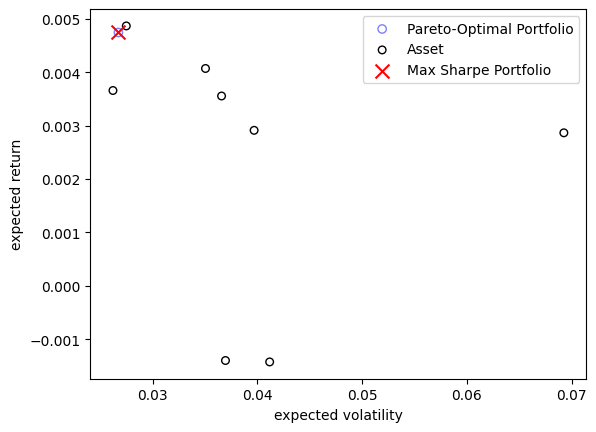 0.005
0.004
0.003
0.002
0.001
0.000
−0.001
expected return
Pareto-Optimal Portfolio
Asset
Max Sharpe Portfolio
0.03 0.04 0.05 0.06 0.07
expected volatility